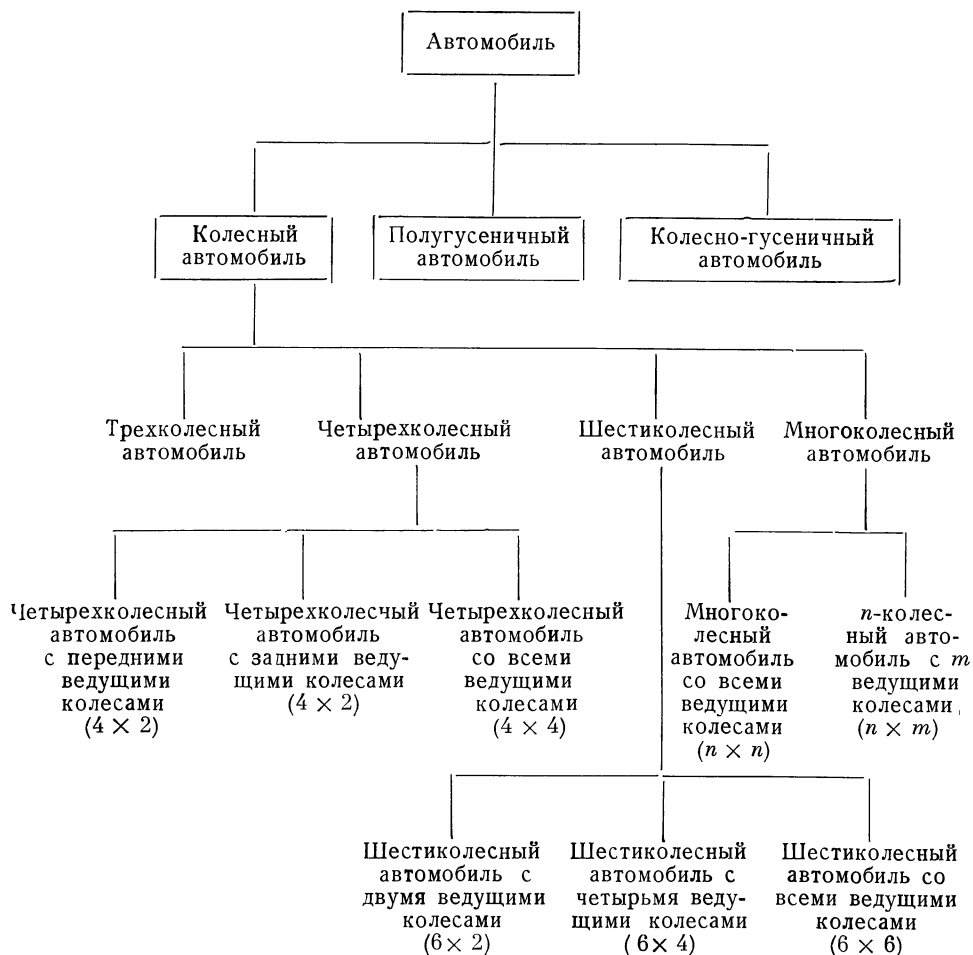 Автомобиль
Колесный
автомобиль
Полугусеничный
автомобиль
Колесно-гусеничный
автомобиль
Трехколесный
автомобиль
Четырехколесный
автомобиль
Шестиколесный
автомобиль
Многоколесный
автомобиль
Четырехколесный
автомобиль
с передними
ведущими
колесами
(4 × 2)
Четырехколесчый
автомобиль
с зацними веду-
щими колесами
(4 × 2)
Четырехколесный
автомобиль
со всеми
ведущими
колесами
(4 × 4)
Многоко-
лесный
автомобиль
со всеми
ведущими
колесами
(n × n)
n-колес-
ный авто-
мобиль с m
ведущими
колесами
(n × m)
Шестиколесный
автомобиль с
двумя ведущими
колесами
(6 × 2)
Шестиколесный
автомобиль с
четырьмя веду-
щими колесами
(6× 4)
Шестиколесный
автомобиль со
всеми ведущими
колесами
(6 × 6)